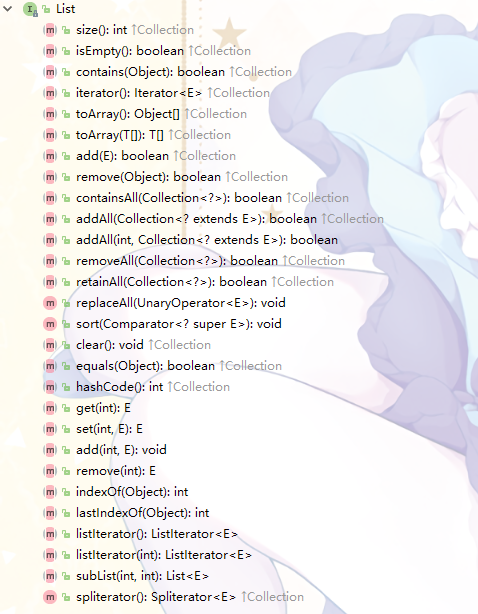 List
size(): int ↑Collection
isEmpty(): boolean ↑Collection
contains(Object): boolean ↑Collection
iterator(): Iterator<E> ↑Collection
toArray(): Object[] ↑Collection
toArray(T[]): T[] ↑Collection
add(E): boolean ↑Collection
remove(Object): boolean ↑Collection
containsAll(Collection<?>): boolean ↑Collection
addAll(Collection<? extends E>): boolean ↑Collection
addAll(int, Collection<? extends E>): boolean
removeAll(Collection<?>): boolean ↑Collection
retainAll(Collection<?>): boolean ↑Collection
replaceAll(UnaryOperator<E>): void
sort(Comparator<? super E>): void
clear(): void ↑Collection
equals(Object): boolean ↑Collection
hashCode(): int ↑Collection
get(int): E
set(int, E): E
add(int, E): void
remove(int): E
indexOf(Object): int
lastIndexOf(Object): int
listIterator(): ListIterator<E>
listIterator(int): ListIterator<E>
subList(int, int): List<E>
spliterator(): Spliterator<E> ↑Collection